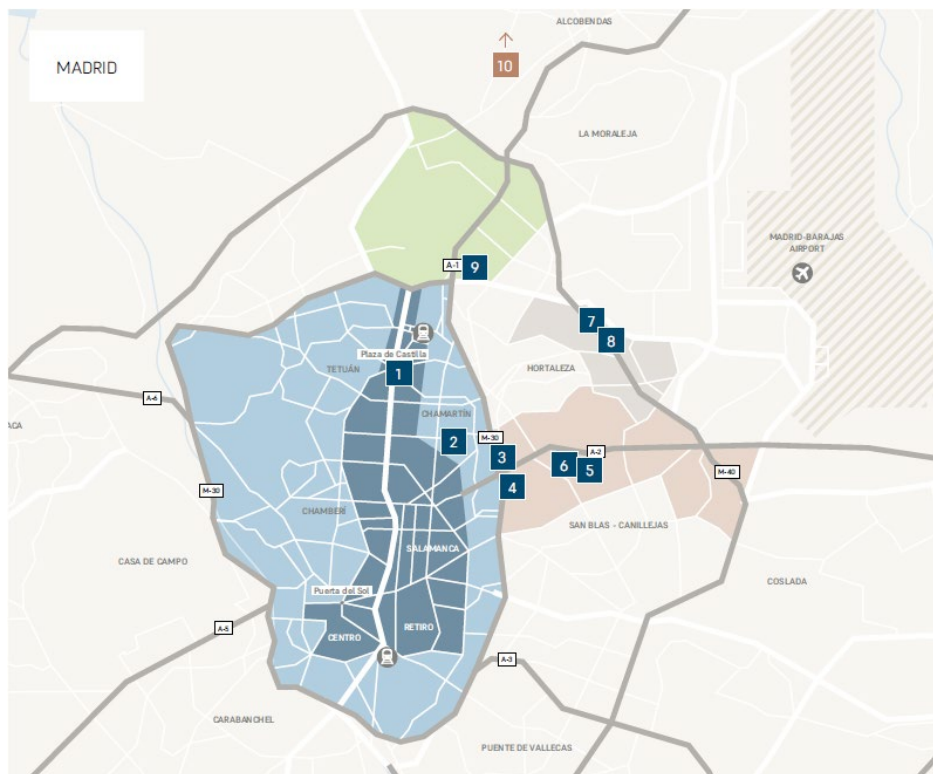 ALCOBENDAS
MADRID
10
LA MORALEJA
MADRID-BARAJAS
AIRPORT
A-1
9
7
8
Plaza de Castilla
TETUÁN
1
HORTALEZA
A-6
ACA
CHAMARTÍN
2
M-30
3
A-2
6
5
4
M-40
M-30
CHAMBERÍ
SAN BLAS - CANILLEJAS
SALAMANCA
CASA DE CAMPO
COSLADA
Puerta del Sol
A-5
CENTRO
RETIRO
A-3
CARABANCHEL
PUENTE DE VALLECAS